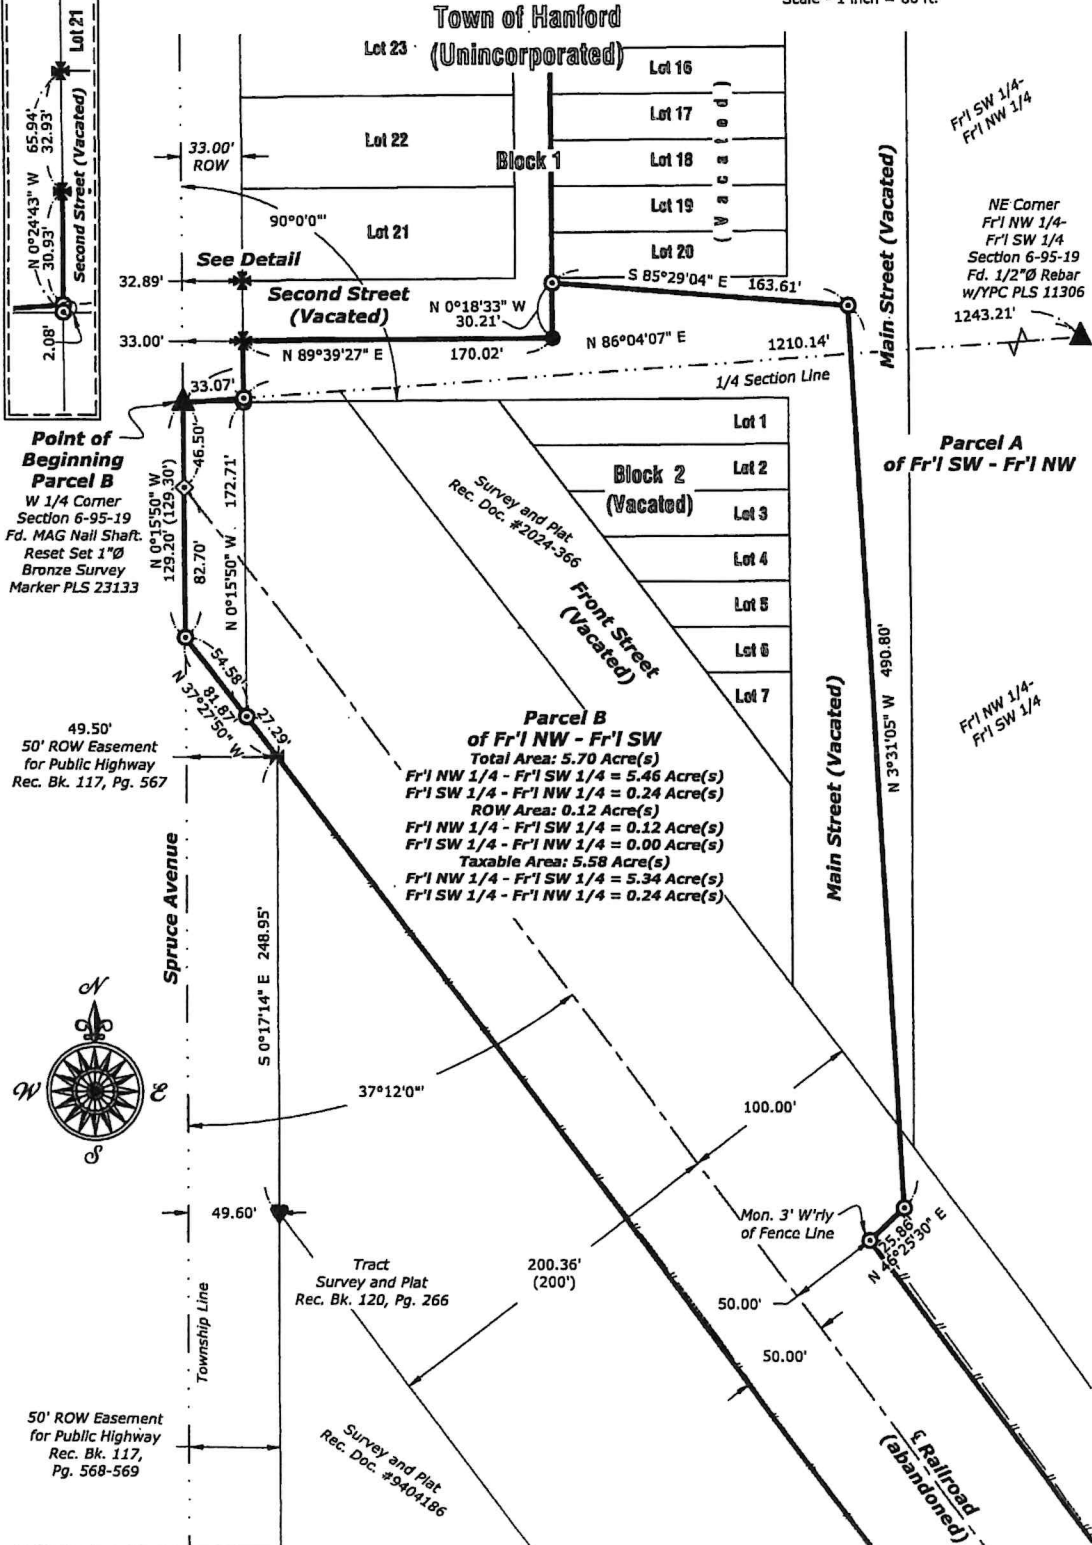 Town of Hanford
(Unincorporated)
Lot 21
65.94'
32.93'
N 0°24'43" W
30.93'
Second Street (Vacated)
2.08'
33.00'
ROW
Lot 23
Lot 22
Lot 21
Block 1
Lot 16
Lot 17
Lot 18
Lot 19
Lot 20
(Vacated)
Main Street (Vacated)
Fr'l SW 1/4-
Fr'l NW 1/4
NE Corner
Fr'l NW 1/4-
Fr'l SW 1/4
Section 6-95-19
Fd. 1/2"Ø Rebar
w/YPC PLS 11306
1243.21'
90°0'0"
See Detail
32.89'
Second Street
(Vacated)
N 0°18'33" W
30.21'
S 85°29'04" E 163.61'
33.00'
N 89°39'27" E 170.02'
N 86°04'07" E 1210.14'
1/4 Section Line
33.07'
Point of
Beginning
Parcel B
W 1/4 Corner
Section 6-95-19
Fd. MAG Nail Shaft.
Reset Set 1"Ø
Bronze Survey
Marker PLS 23133
46.50'
N 0°15'50" W
129.20' (129.30')
82.70'
N 0°15'50" W 172.71'
Survey and Plat
Rec. Doc. #2024-366
Front Street
(Vacated)
Block 2
(Vacated)
Lot 1
Lot 2
Lot 3
Lot 4
Lot 5
Lot 6
Lot 7
Parcel A
of Fr'l SW - Fr'l NW
N 3°31'05" W 490.80'
Fr'l NW 1/4-
Fr'l SW 1/4
Main Street (Vacated)
54.58'
81.87'
N 37°27'50" W
27.29'
49.50'
50' ROW Easement
for Public Highway
Rec. Bk. 117, Pg. 567
Parcel B
of Fr'l NW - Fr'l SW
Total Area: 5.70 Acre(s)
Fr'l NW 1/4 - Fr'l SW 1/4 = 5.46 Acre(s)
Fr'l SW 1/4 - Fr'l NW 1/4 = 0.24 Acre(s)
ROW Area: 0.12 Acre(s)
Fr'l NW 1/4 - Fr'l SW 1/4 = 0.12 Acre(s)
Fr'l SW 1/4 - Fr'l NW 1/4 = 0.00 Acre(s)
Taxable Area: 5.58 Acre(s)
Fr'l NW 1/4 - Fr'l SW 1/4 = 5.34 Acre(s)
Fr'l SW 1/4 - Fr'l NW 1/4 = 0.24 Acre(s)
Spruce Avenue
S 0°17'14" E 248.95'
N
W
E
S
37°12'0"
100.00'
49.60'
Township Line
Tract
Survey and Plat
Rec. Bk. 120, Pg. 266
200.36'
(200')
Mon. 3' W'rly
of Fence Line
25.86'
N 46°25'30" E
50.00'
50.00'
50' ROW Easement
for Public Highway
Rec. Bk. 117,
Pg. 568-569
Survey and Plat
Rec. Doc. #9404186
℄ Railroad
(abandoned)